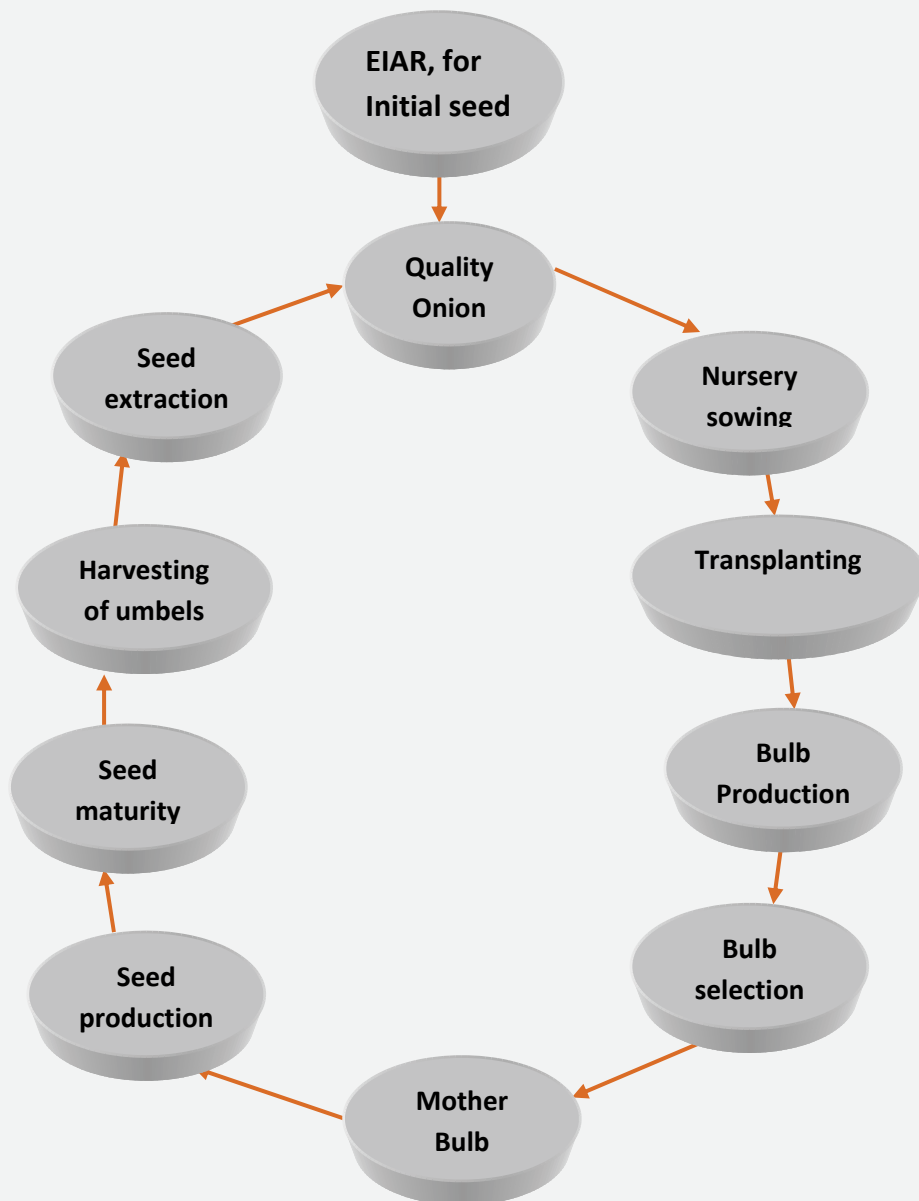 EIAR, for
Initial seed
Quality
Onion
Nursery
sowing
Transplanting
Bulb
Production
Bulb
selection
Mother
Bulb
Seed
production
Seed
maturity
Harvesting
of umbels
Seed
extraction